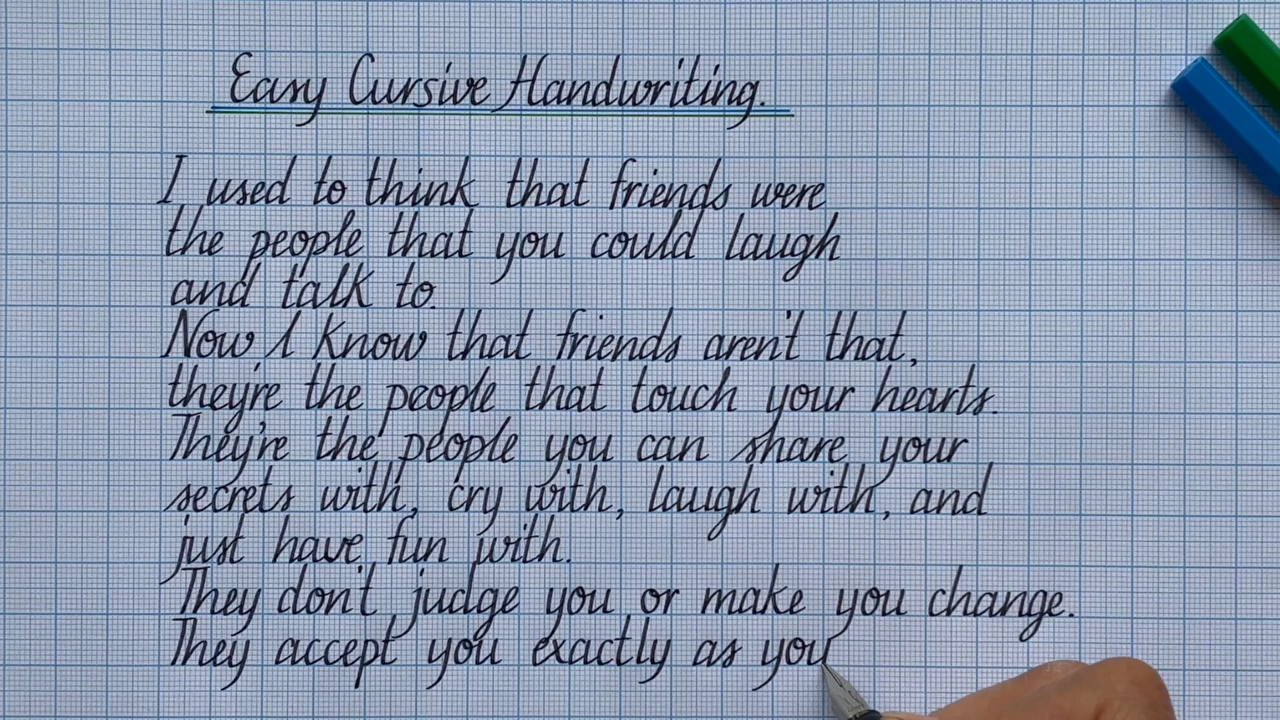 Easy Cursive Handwriting.
I used to think that friends were
the people that you could laugh
and talk to.
Now I know that friends aren't that,
they're the people that touch your hearts.
They're the people you can share your
secrets with, cry with, laugh with, and
just have fun with.
They don't judge you or make you change.
They accept you exactly as you